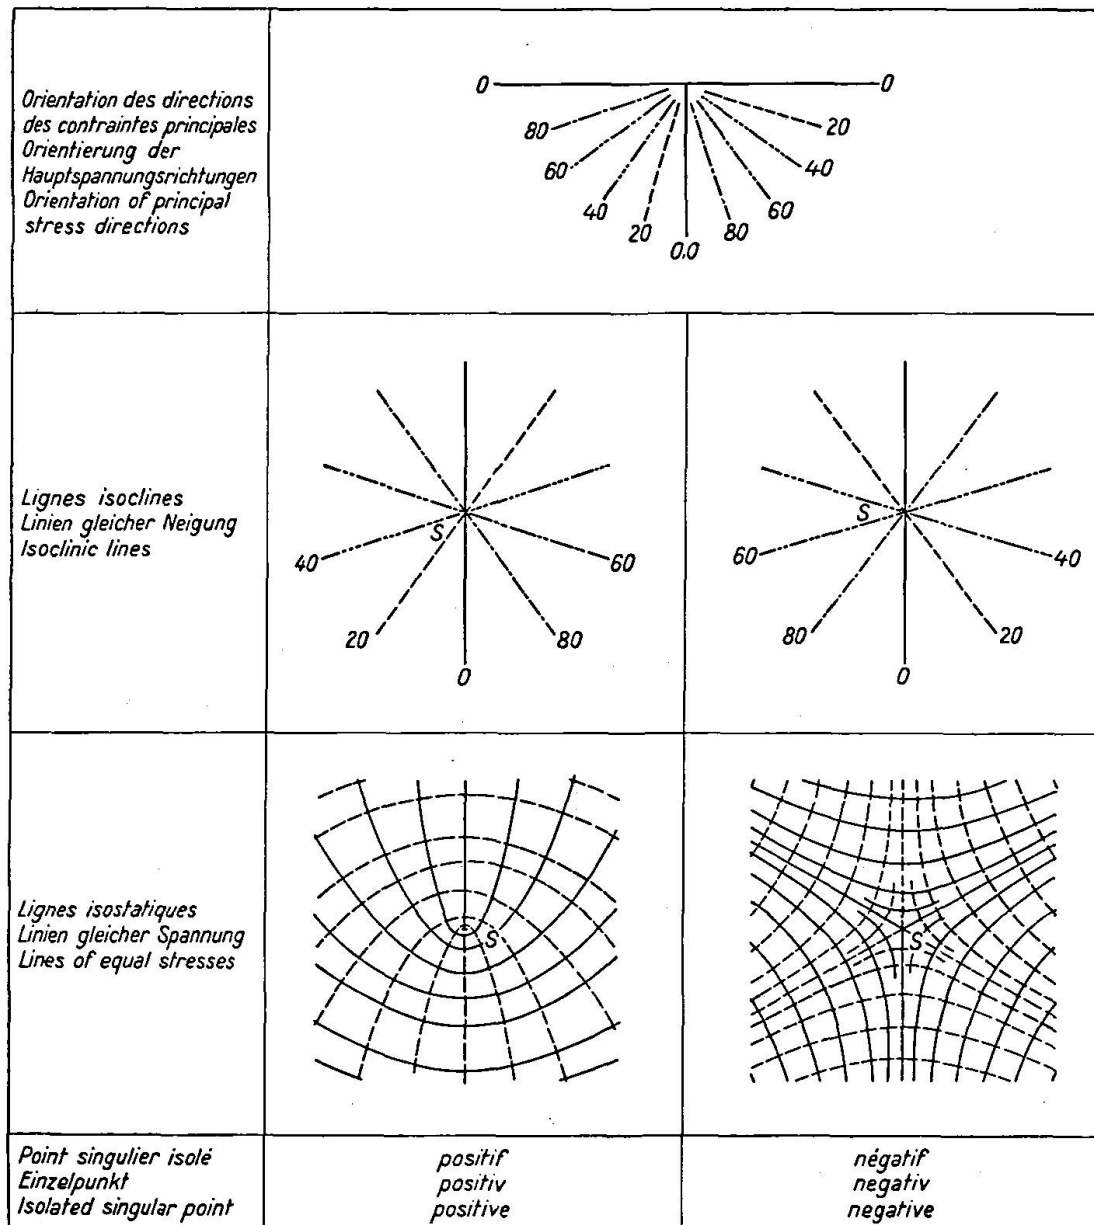 Orientation des directions
des contraintes principales
Orientierung der
Hauptspannungsrichtungen
Orientation of principal
stress directions
0 0
80 20
60 40
40 60
20 80
0.0
Lignes isoclines
Linien gleicher Neigung
Isoclinic lines
S
40 60
20 80
0
S
60 40
80 20
0
Lignes isostatiques
Linien gleicher Spannung
Lines of equal stresses
S
S
Point singulier isolé
Einzelpunkt
Isolated singular point
positif
positiv
positive
négatif
negativ
negative